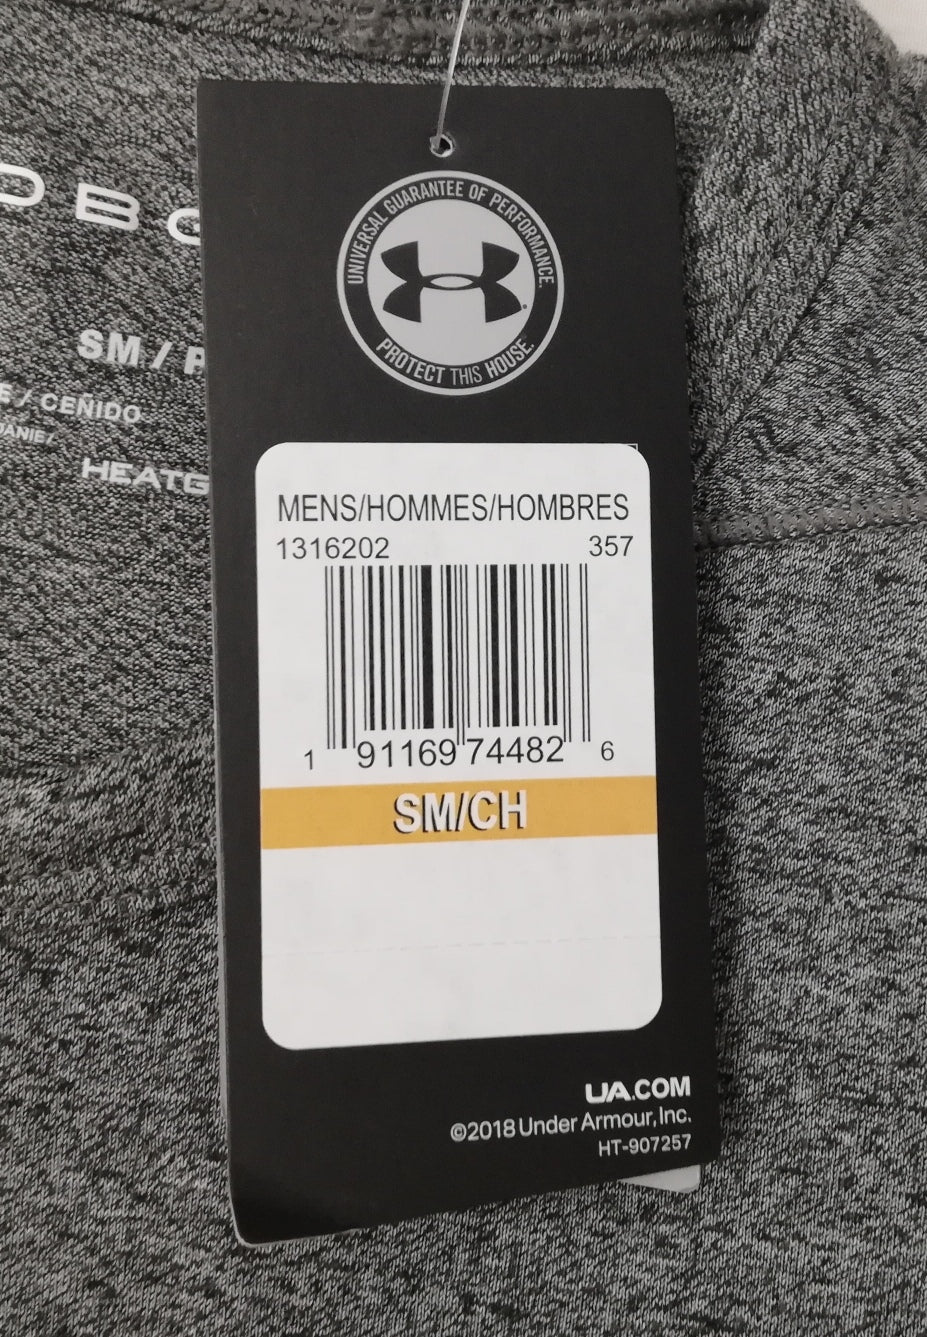 UNIVERSAL GUARANTEE OF PERFORMANCE.
PROTECT THIS HOUSE.
SM / P
/ CEÑIDO
MENS/HOMMES/HOMBRES
1316202 357
1 91169 74482 6
SM/CH
UA.COM
©2018 Under Armour, Inc.
HT-907257